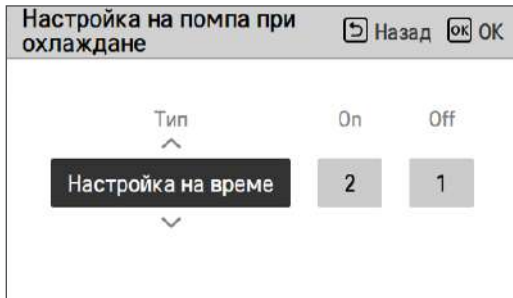 Настройка на помпа при
охлаждане
Назад OK OK
Тип On Off
Настройка на време 2 1